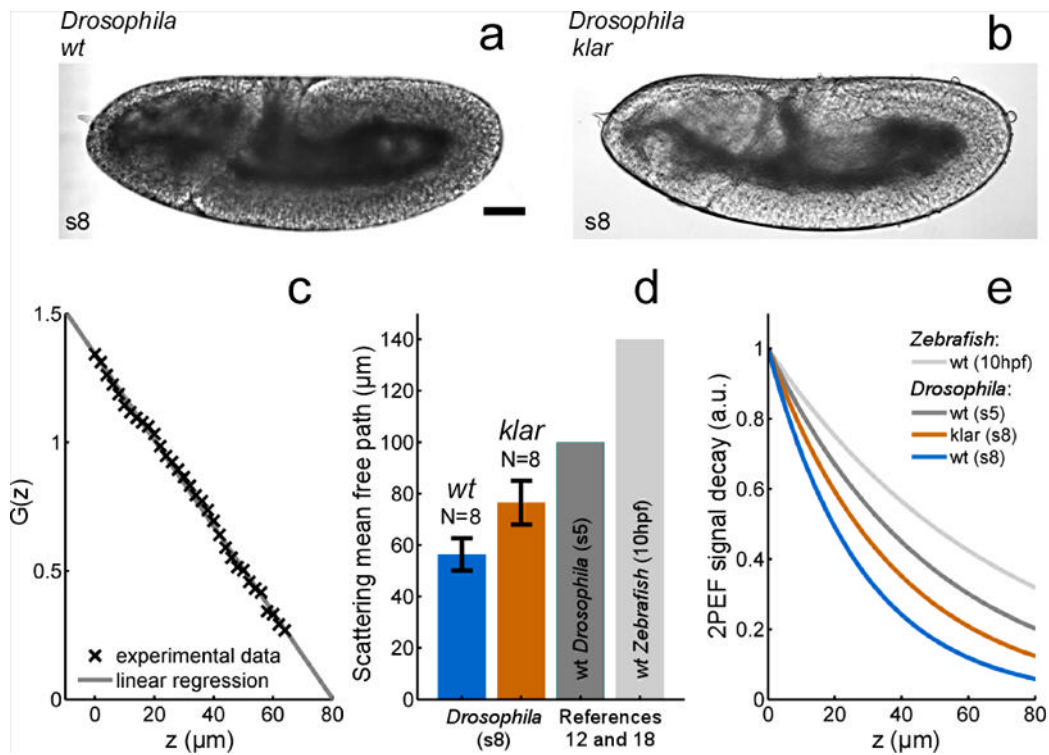 Drosophila
wt
a
s8
Drosophila
klar
b
s8
c
1.5
1
0.5
0
G(z)
× experimental data
linear regression
0 20 40 60 80
z (µm)
d
Scattering mean free path (µm)
140
120
100
80
60
40
20
0
wt
N=8
klar
N=8
wt Drosophila (s5)
wt Zebrafish (10hpf)
Drosophila
(s8)
References
12 and 18
e
2PEF signal decay (a.u.)
1
0.8
0.6
0.4
0.2
0
Zebrafish:
wt (10hpf)
Drosophila:
wt (s5)
klar (s8)
wt (s8)
0 20 40 60 80
z (µm)